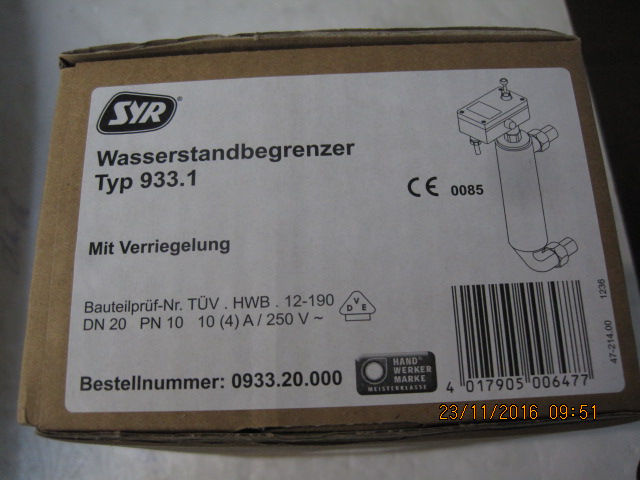 SYR®
Wasserstandbegrenzer
Typ 933.1
CE 0085
Mit Verriegelung
Bauteilprüf-Nr. TÜV . HWB . 12-190
DN 20 PN 10 10 (4) A / 250 V ~
VDE
Bestellnummer: 0933.20.000
HAND
WERKER
MARKE
MEISTERKLASSE
4 017905 006477
47-214.00 1236
23/11/2016 09:51